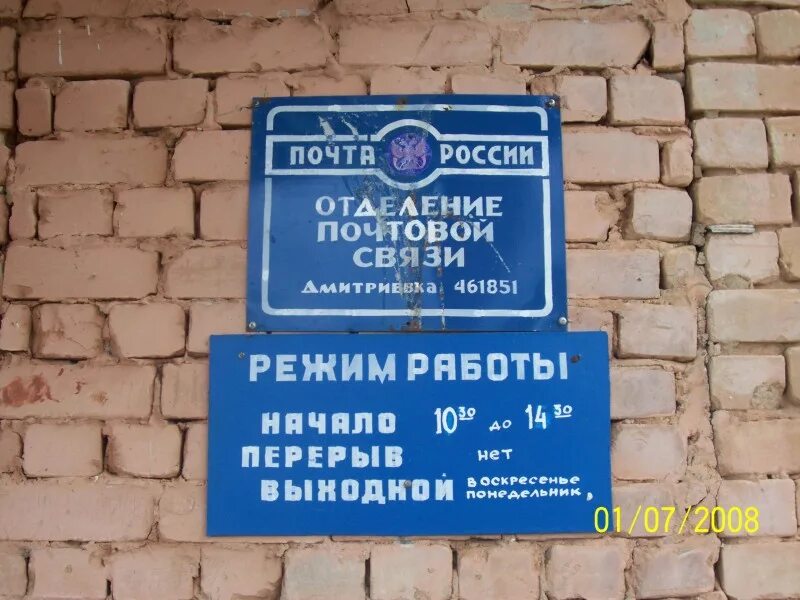 ПОЧТА РОССИИ
ОТДЕЛЕНИЕ
ПОЧТОВОЙ
СВЯЗИ
Дмитриевка 461851
РЕЖИМ РАБОТЫ
НАЧАЛО 10 30 до 14 30
ПЕРЕРЫВ нет
ВЫХОДНОЙ Воскресенье
понедельник,
01/07/2008